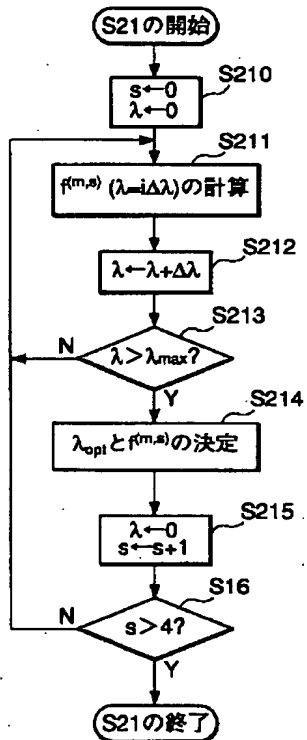 S21の開始
S210
s←0
λ←0
S211
f(m,s) (λ=iΔλ)の計算
S212
λ←λ+Δλ
S213
N
λ>λmax?
Y
S214
λoptとf(m,s)の決定
S215
λ←0
s←s+1
S16
N
s>4?
Y
S21の終了